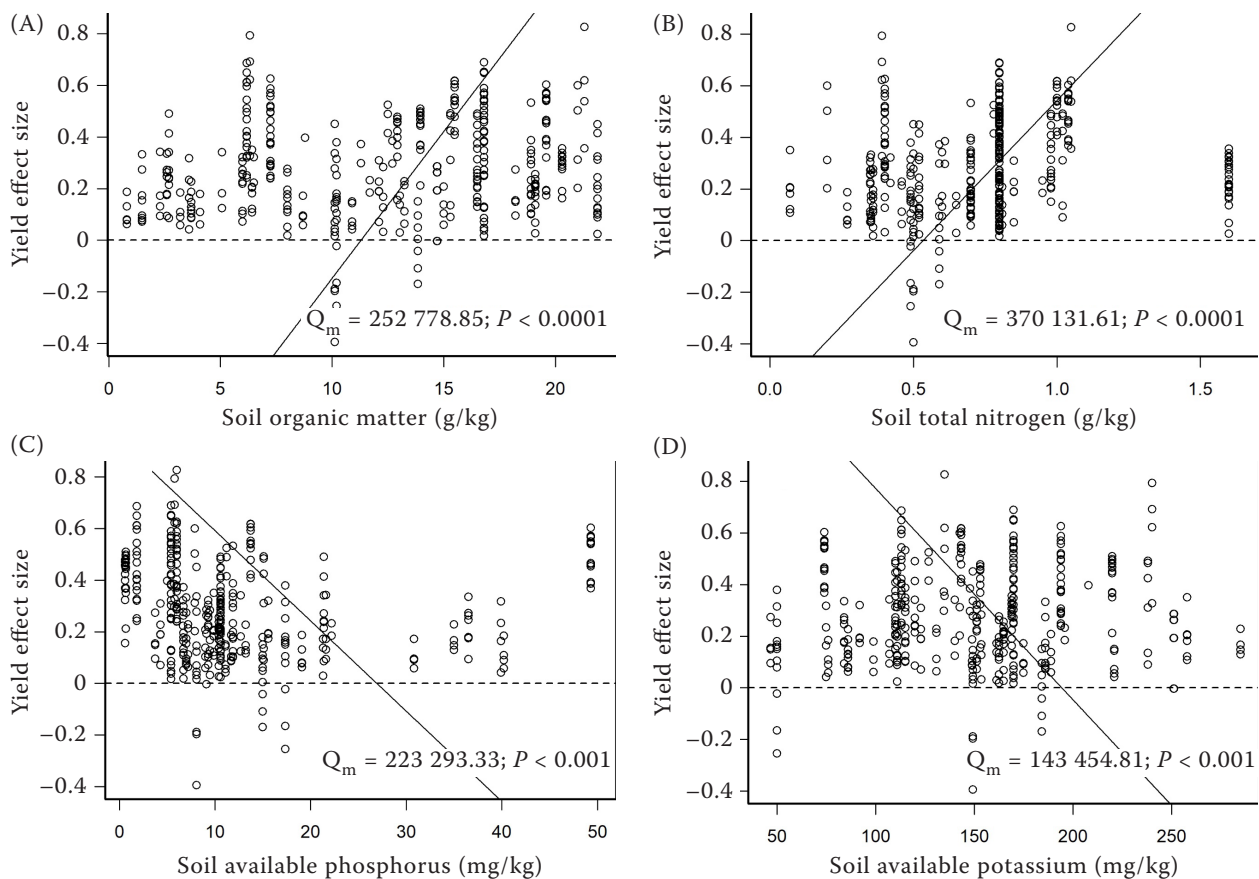 (A)
Yield effect size
0.8
0.6
0.4
0.2
0
−0.2
−0.4
Qm = 252 778.85; P < 0.0001
0 5 10 15 20
Soil organic matter (g/kg)
(B)
Yield effect size
0.8
0.6
0.4
0.2
0
−0.2
−0.4
Qm = 370 131.61; P < 0.0001
0.0 0.5 1.0 1.5
Soil total nitrogen (g/kg)
(C)
Yield effect size
0.8
0.6
0.4
0.2
0
−0.2
−0.4
Qm = 223 293.33; P < 0.001
0 10 20 30 40 50
Soil available phosphorus (mg/kg)
(D)
Yield effect size
0.8
0.6
0.4
0.2
0
−0.2
−0.4
Qm = 143 454.81; P < 0.001
50 100 150 200 250
Soil available potassium (mg/kg)